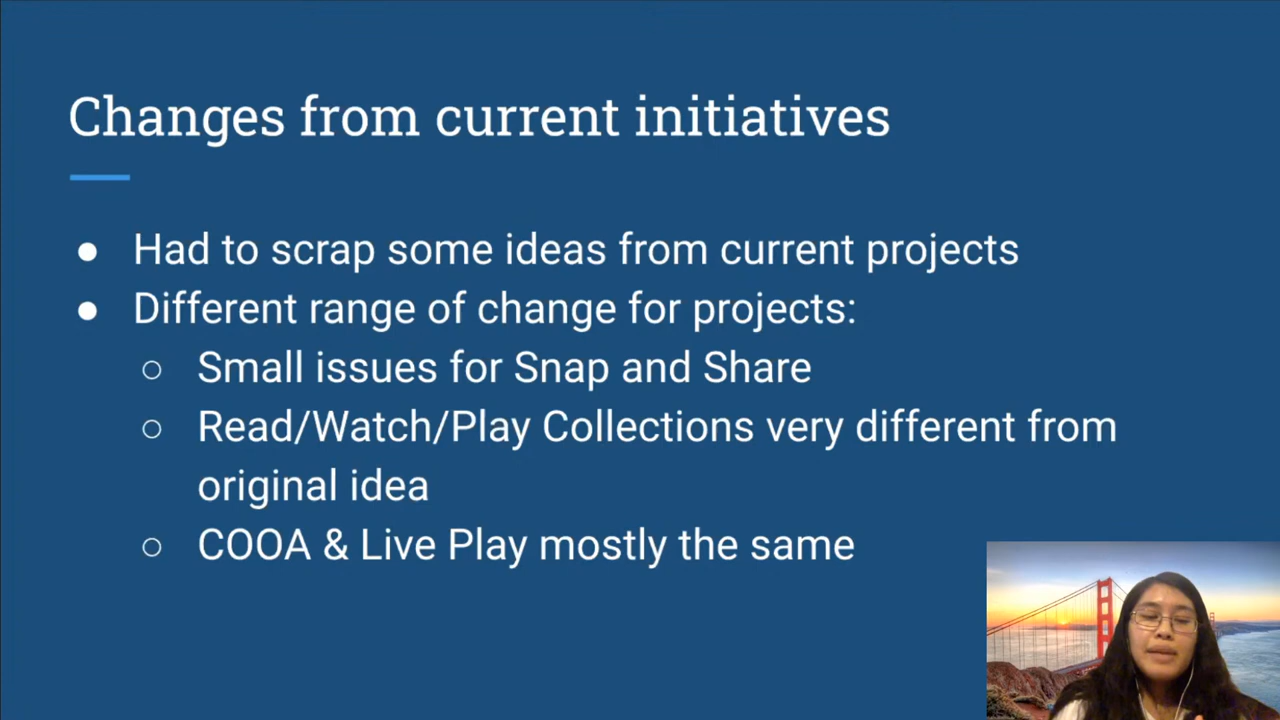 Changes from current initiatives
● Had to scrap some ideas from current projects
● Different range of change for projects:
○ Small issues for Snap and Share
○ Read/Watch/Play Collections very different from
original idea
○ COOA & Live Play mostly the same